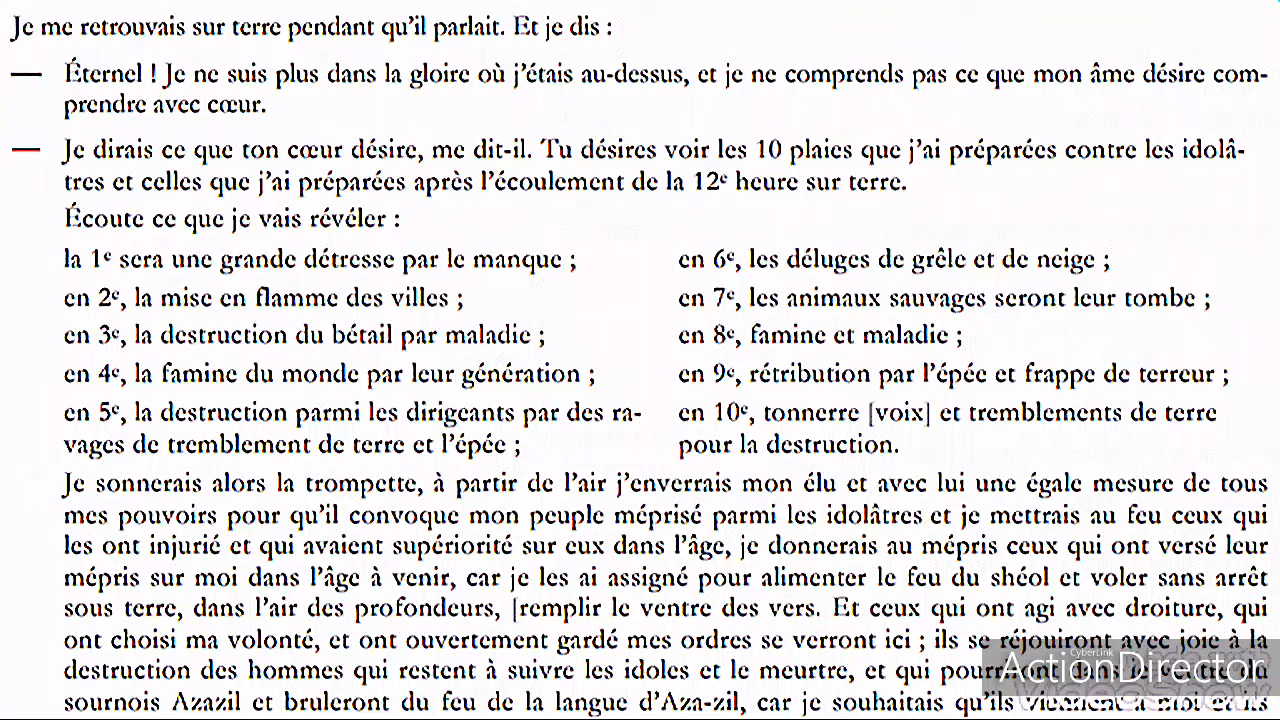 Je me retrouvais sur terre pendant qu'il parlait. Et je dis :
— Éternel ! Je ne suis plus dans la gloire où j'étais au-dessus, et je ne comprends pas ce que mon âme désire com-
prendre avec cœur.
— Je dirais ce que ton cœur désire, me dit-il. Tu désires voir les 10 plaies que j'ai préparées contre les idolâ-
tres et celles que j'ai préparées après l'écoulement de la 12e heure sur terre.
Écoute ce que je vais révéler :
la 1e sera une grande détresse par le manque ;
en 2e, la mise en flamme des villes ;
en 3e, la destruction du bétail par maladie ;
en 4e, la famine du monde par leur génération ;
en 5e, la destruction parmi les dirigeants par des ra-
vages de tremblement de terre et l'épée ;
en 6e, les déluges de grêle et de neige ;
en 7e, les animaux sauvages seront leur tombe ;
en 8e, famine et maladie ;
en 9e, rétribution par l'épée et frappe de terreur ;
en 10e, tonnerre [voix] et tremblements de terre
pour la destruction.
Je sonnerais alors la trompette, à partir de l'air j'enverrais mon élu et avec lui une égale mesure de tous
mes pouvoirs pour qu'il convoque mon peuple méprisé parmi les idolâtres et je mettrais au feu ceux qui
les ont injurié et qui avaient supériorité sur eux dans l'âge, je donnerais au mépris ceux qui ont versé leur
mépris sur moi dans l'âge à venir, car je les ai assigné pour alimenter le feu du shéol et voler sans arrêt
sous terre, dans l'air des profondeurs, [remplir le ventre des vers. Et ceux qui ont agi avec droiture, qui
ont choisi ma volonté, et ont ouvertement gardé mes ordres se verront ici ; ils se réjouiront avec joie à la
destruction des hommes qui restent à suivre les idoles et le meurtre, et qui du
sournois Azazil et bruleront du feu de la langue d'Aza-zil, car je souhaitais qu'ils
CyberLink
ActionDirector